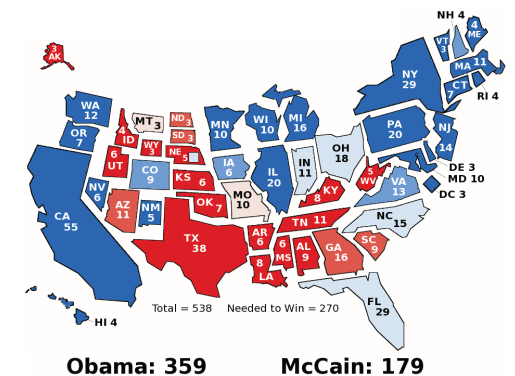 NH 4
4
ME
3
AK
VT
3
MA 11
NY
29
CT
7
RI 4
WA
12
MT 3
ND 3
MN
10
WI
10
MI
16
PA
20
NJ
14
OR
7
4
ID
SD 3
WY
3
NE
5
IA
6
IL
20
IN
11
OH
18
DE 3
MD 10
DC 3
6
UT
CO
9
KS 6
MO
10
KY
8
5
WV
VA
13
NV
6
CA
55
AZ
11
NM
5
OK
7
TN 11
NC 15
TX
38
AR
6
6
MS
AL
9
GA
16
SC
9
8
LA
FL
29
HI 4
Total = 538 Needed to Win = 270
Obama: 359 McCain: 179